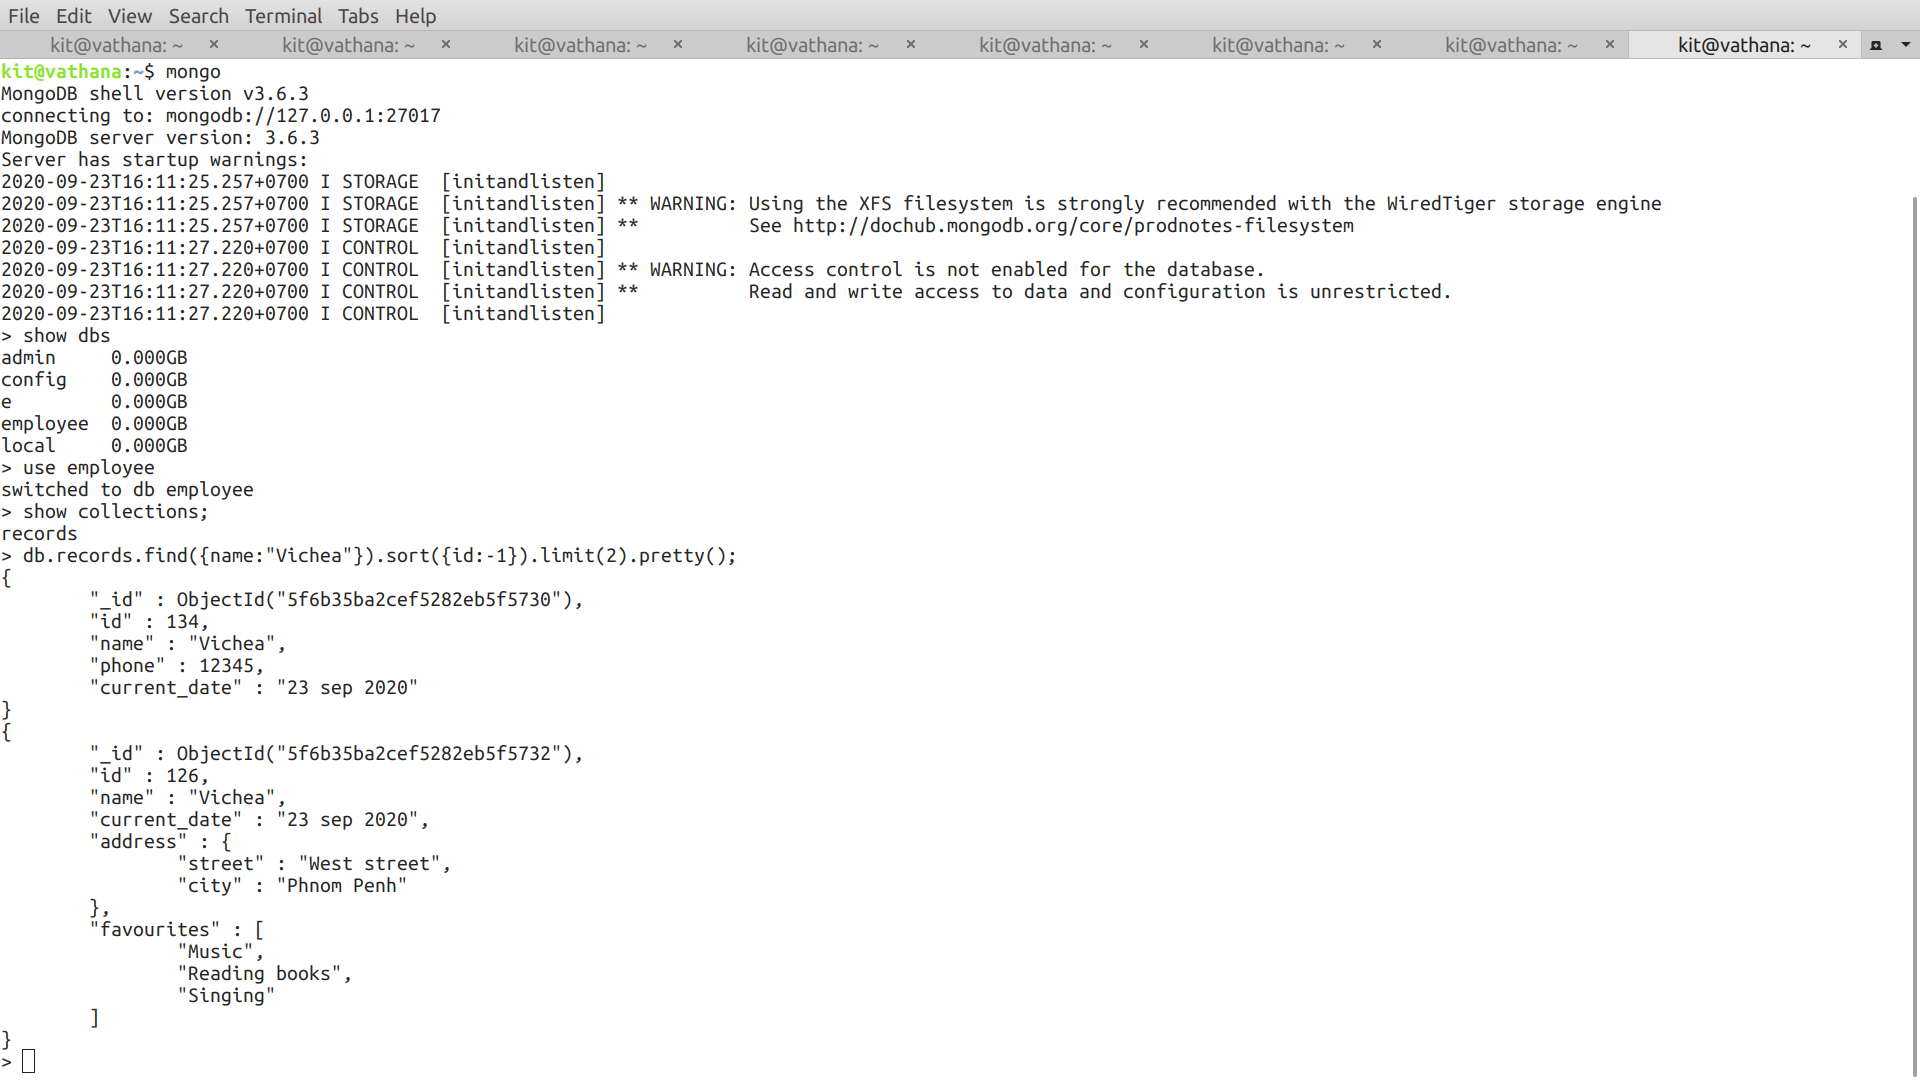 File Edit View Search Terminal Tabs Help
kit@vathana: ~ × kit@vathana: ~ × kit@vathana: ~ × kit@vathana: ~ × kit@vathana: ~ × kit@vathana: ~ × kit@vathana: ~ × kit@vathana: ~ ×
kit@vathana:~$ mongo
MongoDB shell version v3.6.3
connecting to: mongodb://127.0.0.1:27017
MongoDB server version: 3.6.3
Server has startup warnings:
2020-09-23T16:11:25.257+0700 I STORAGE  [initandlisten]
2020-09-23T16:11:25.257+0700 I STORAGE  [initandlisten] ** WARNING: Using the XFS filesystem is strongly recommended with the WiredTiger storage engine
2020-09-23T16:11:25.257+0700 I STORAGE  [initandlisten] **          See http://dochub.mongodb.org/core/prodnotes-filesystem
2020-09-23T16:11:27.220+0700 I CONTROL  [initandlisten]
2020-09-23T16:11:27.220+0700 I CONTROL  [initandlisten] ** WARNING: Access control is not enabled for the database.
2020-09-23T16:11:27.220+0700 I CONTROL  [initandlisten] **          Read and write access to data and configuration is unrestricted.
2020-09-23T16:11:27.220+0700 I CONTROL  [initandlisten]
> show dbs
admin     0.000GB
config    0.000GB
e         0.000GB
employee  0.000GB
local     0.000GB
> use employee
switched to db employee
> show collections;
records
> db.records.find({name:"Vichea"}).sort({id:-1}).limit(2).pretty();
{
        "_id" : ObjectId("5f6b35ba2cef5282eb5f5730"),
        "id" : 134,
        "name" : "Vichea",
        "phone" : 12345,
        "current_date" : "23 sep 2020"
}
{
        "_id" : ObjectId("5f6b35ba2cef5282eb5f5732"),
        "id" : 126,
        "name" : "Vichea",
        "current_date" : "23 sep 2020",
        "address" : {
                "street" : "West street",
                "city" : "Phnom Penh"
        },
        "favourites" : [
                "Music",
                "Reading books",
                "Singing"
        ]
}
>